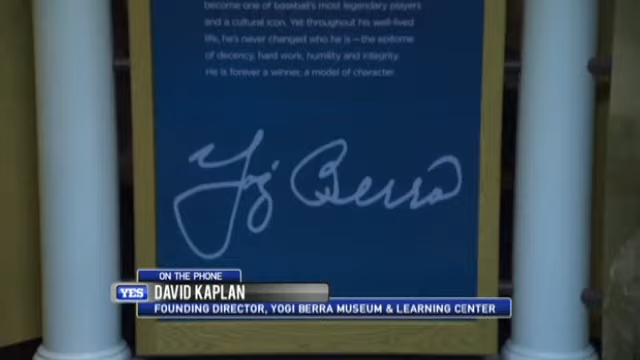 become one of baseball's most legendary players
and a cultural icon. Yet throughout his well-lived
life, he's never changed who he is—the epitome
of decency, hard work, humility and integrity.
He is forever a winner, a model of character.
Yogi Berra
ON THE PHONE
YES DAVID KAPLAN
FOUNDING DIRECTOR, YOGI BERRA MUSEUM & LEARNING CENTER